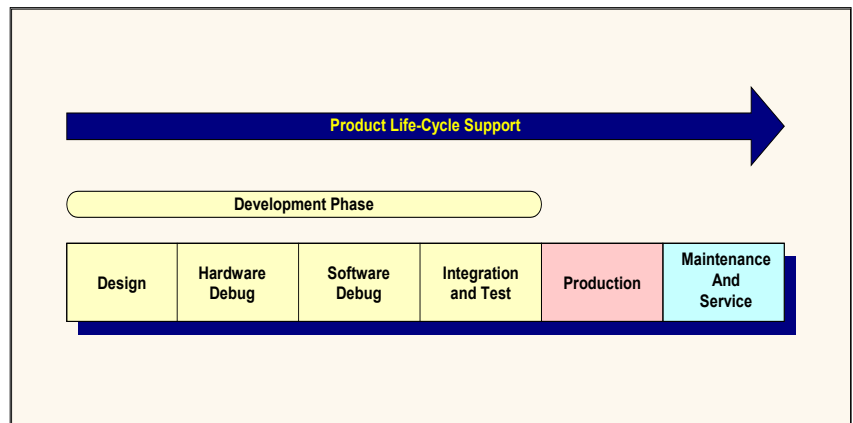 Product Life-Cycle Support
Development Phase
Design
Hardware
Debug
Software
Debug
Integration
and Test
Production
Maintenance
And
Service